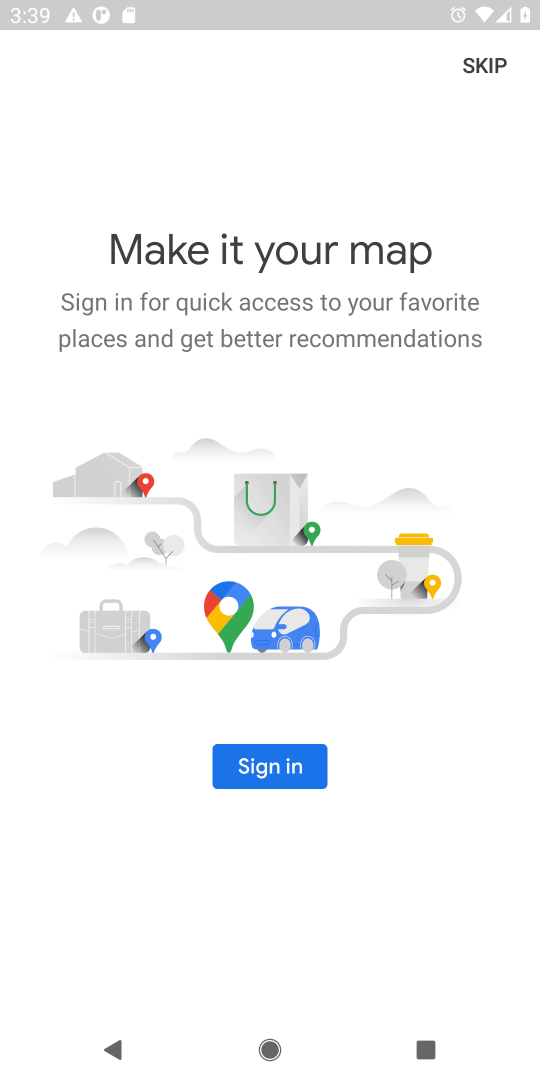 3:39
SKIP
Make it your map
Sign in for quick access to your favorite
places and get better recommendations
Sign in